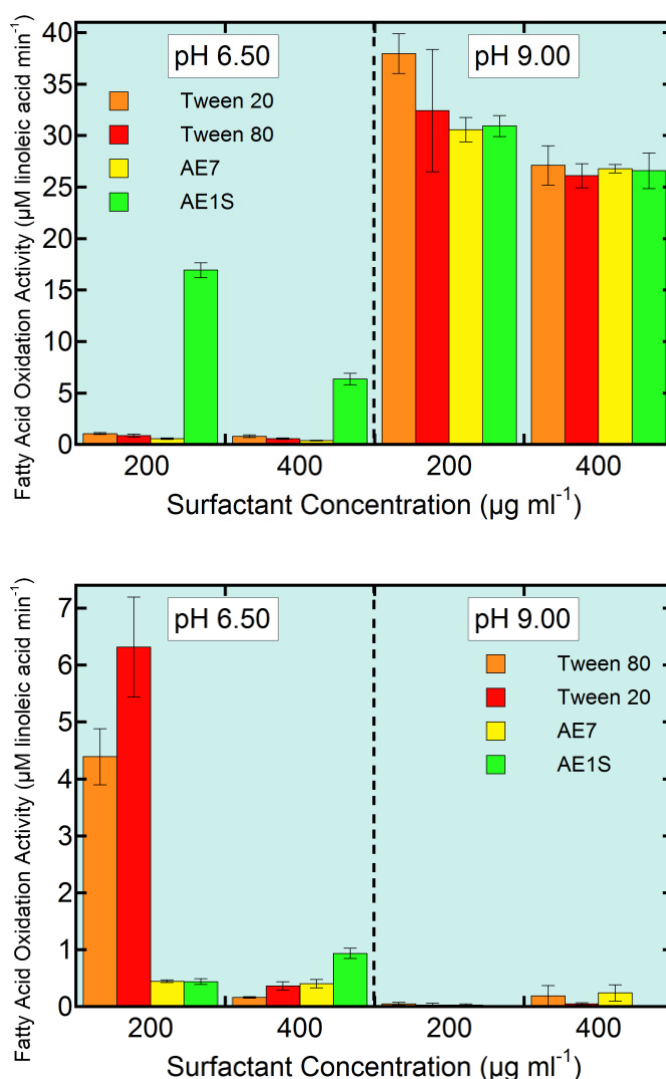 Fatty Acid Oxidation Activity (µM linoleic acid min⁻¹)
40
35
30
25
20
15
10
5
0
pH 6.50
pH 9.00
Tween 20
Tween 80
AE7
AE1S
200
400
200
400
Surfactant Concentration (µg ml⁻¹)
Fatty Acid Oxidation Activity (µM linoleic acid min⁻¹)
7
6
5
4
3
2
1
0
pH 6.50
pH 9.00
Tween 80
Tween 20
AE7
AE1S
200
400
200
400
Surfactant Concentration (µg ml⁻¹)